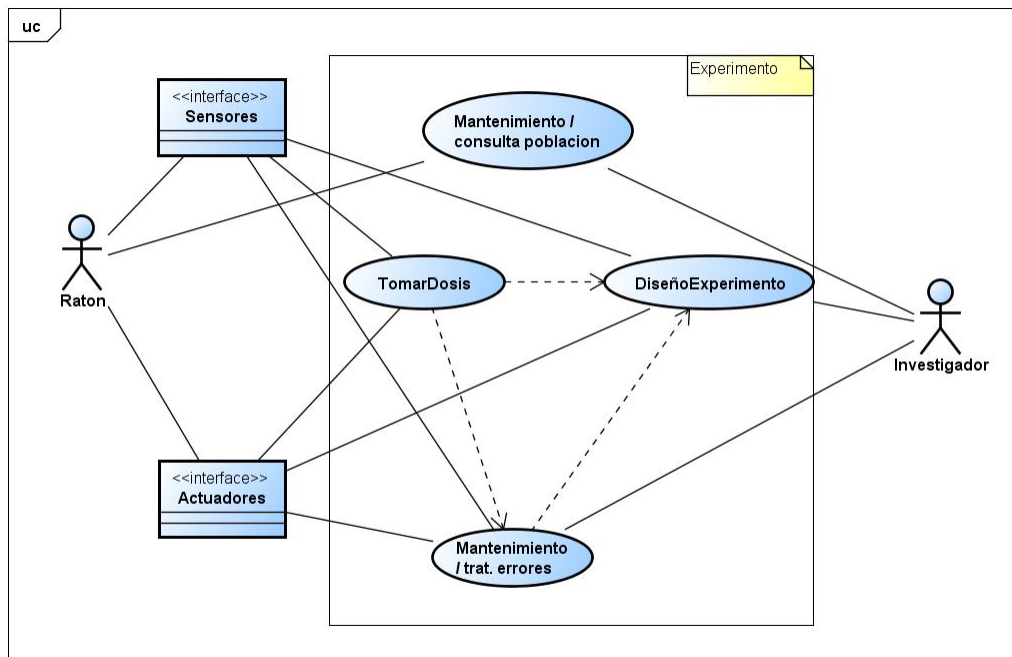 uc
Experimento
<<interface>>
Sensores
Mantenimiento /
consulta poblacion
Raton
TomarDosis
DiseñoExperimento
Investigador
<<interface>>
Actuadores
Mantenimiento
/ trat. errores